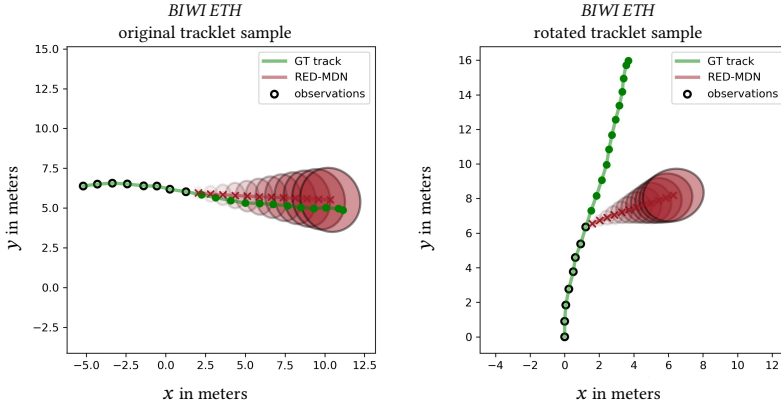 BIWI ETH
original tracklet sample
GT track
RED-MDN
observations
15.0
12.5
10.0
7.5
5.0
2.5
0.0
−2.5
y in meters
−5.0 −2.5 0.0 2.5 5.0 7.5 10.0 12.5
x in meters
BIWI ETH
rotated tracklet sample
GT track
RED-MDN
observations
16
14
12
10
8
6
4
2
0
y in meters
−4 −2 0 2 4 6 8 10 12
x in meters